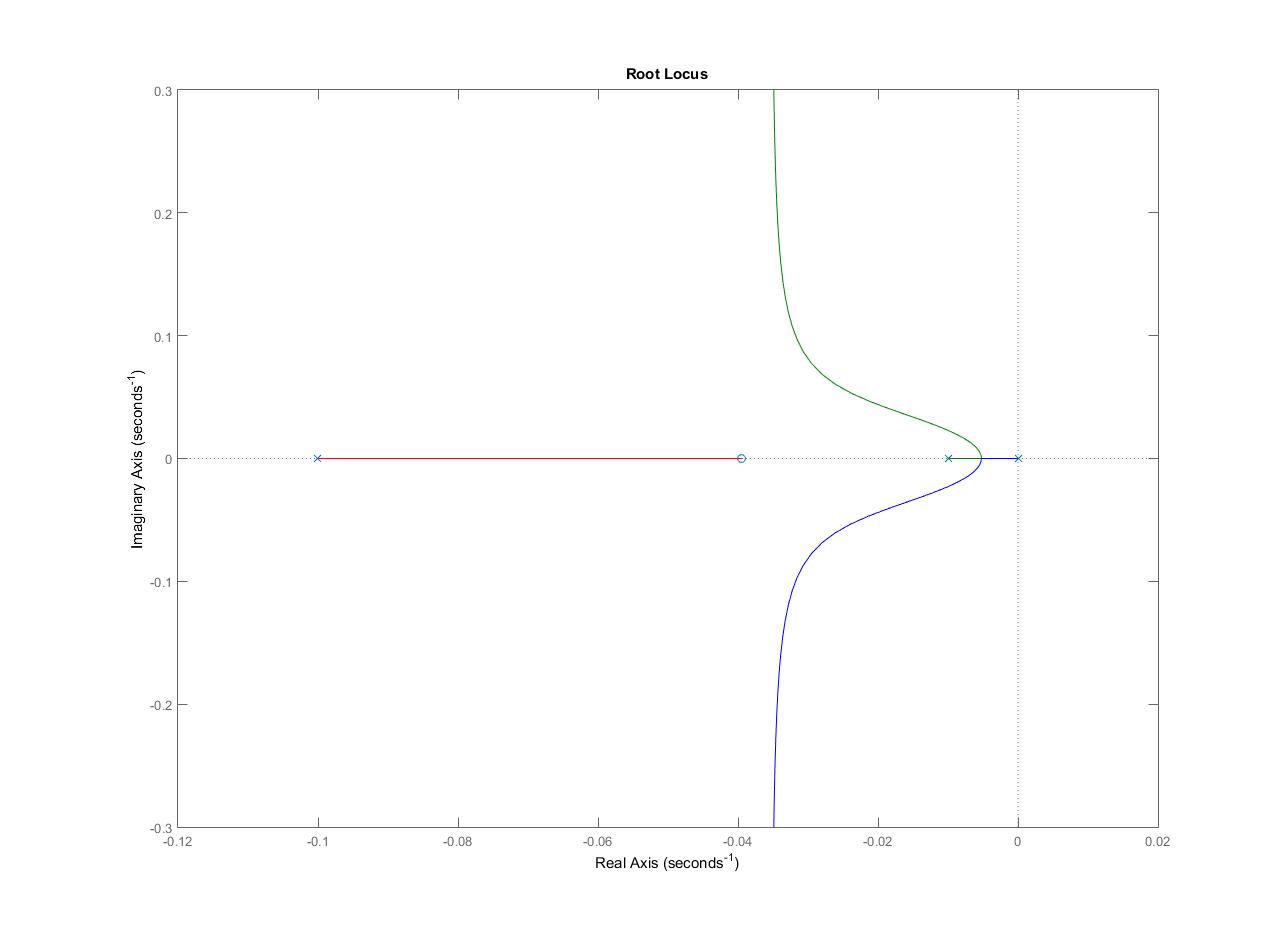 Root Locus
0.3
0.2
0.1
0
-0.1
-0.2
-0.3
Imaginary Axis (seconds⁻¹)
-0.12 -0.1 -0.08 -0.06 -0.04 -0.02 0 0.02
Real Axis (seconds⁻¹)